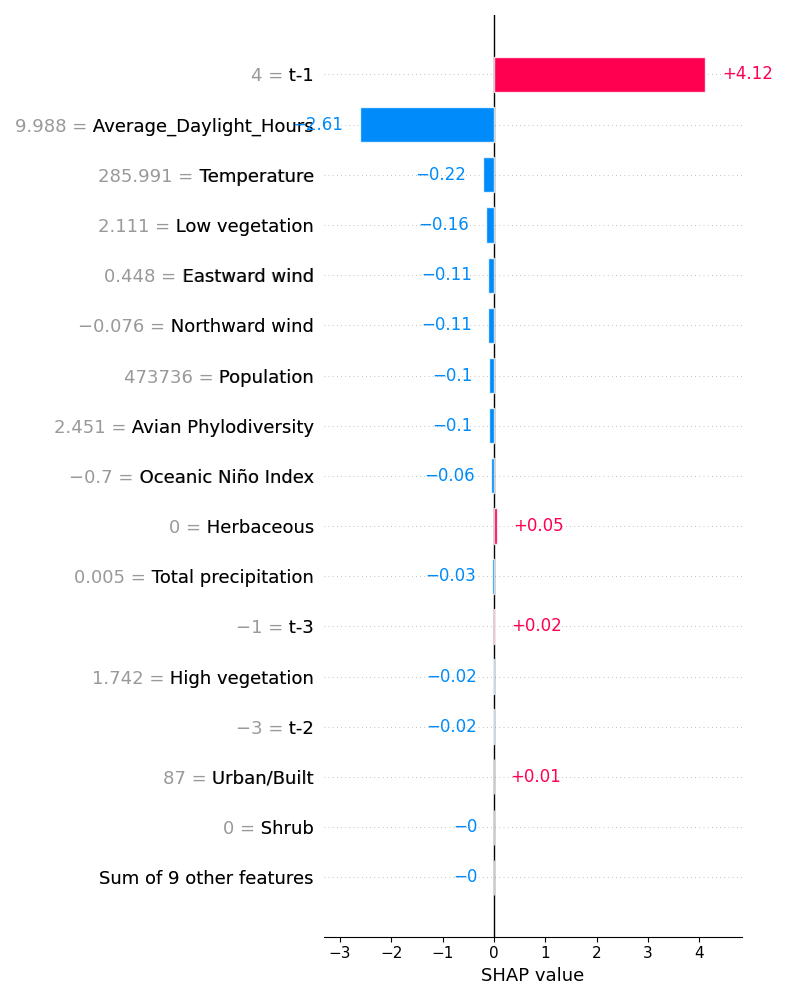 4 = t-1 +4.12
9.988 = Average_Daylight_Hours −2.61
285.991 = Temperature −0.22
2.111 = Low vegetation −0.16
0.448 = Eastward wind −0.11
−0.076 = Northward wind −0.11
473736 = Population −0.1
2.451 = Avian Phylodiversity −0.1
−0.7 = Oceanic Niño Index −0.06
0 = Herbaceous +0.05
0.005 = Total precipitation −0.03
−1 = t-3 +0.02
1.742 = High vegetation −0.02
−3 = t-2 −0.02
87 = Urban/Built +0.01
0 = Shrub −0
Sum of 9 other features −0
−3 −2 −1 0 1 2 3 4
SHAP value